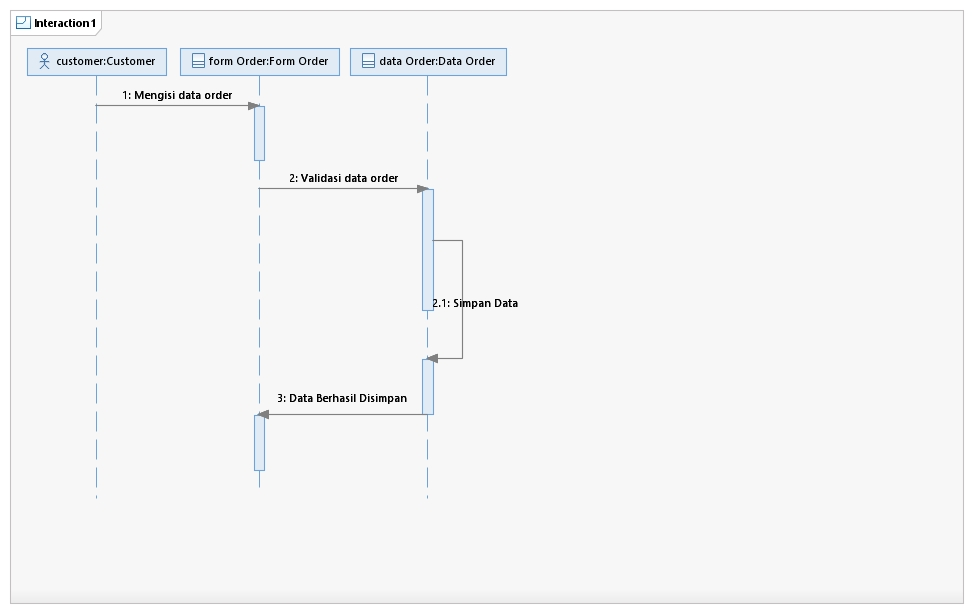 Interaction1
customer:Customer
form Order:Form Order
data Order:Data Order
1: Mengisi data order
2: Validasi data order
2.1: Simpan Data
3: Data Berhasil Disimpan